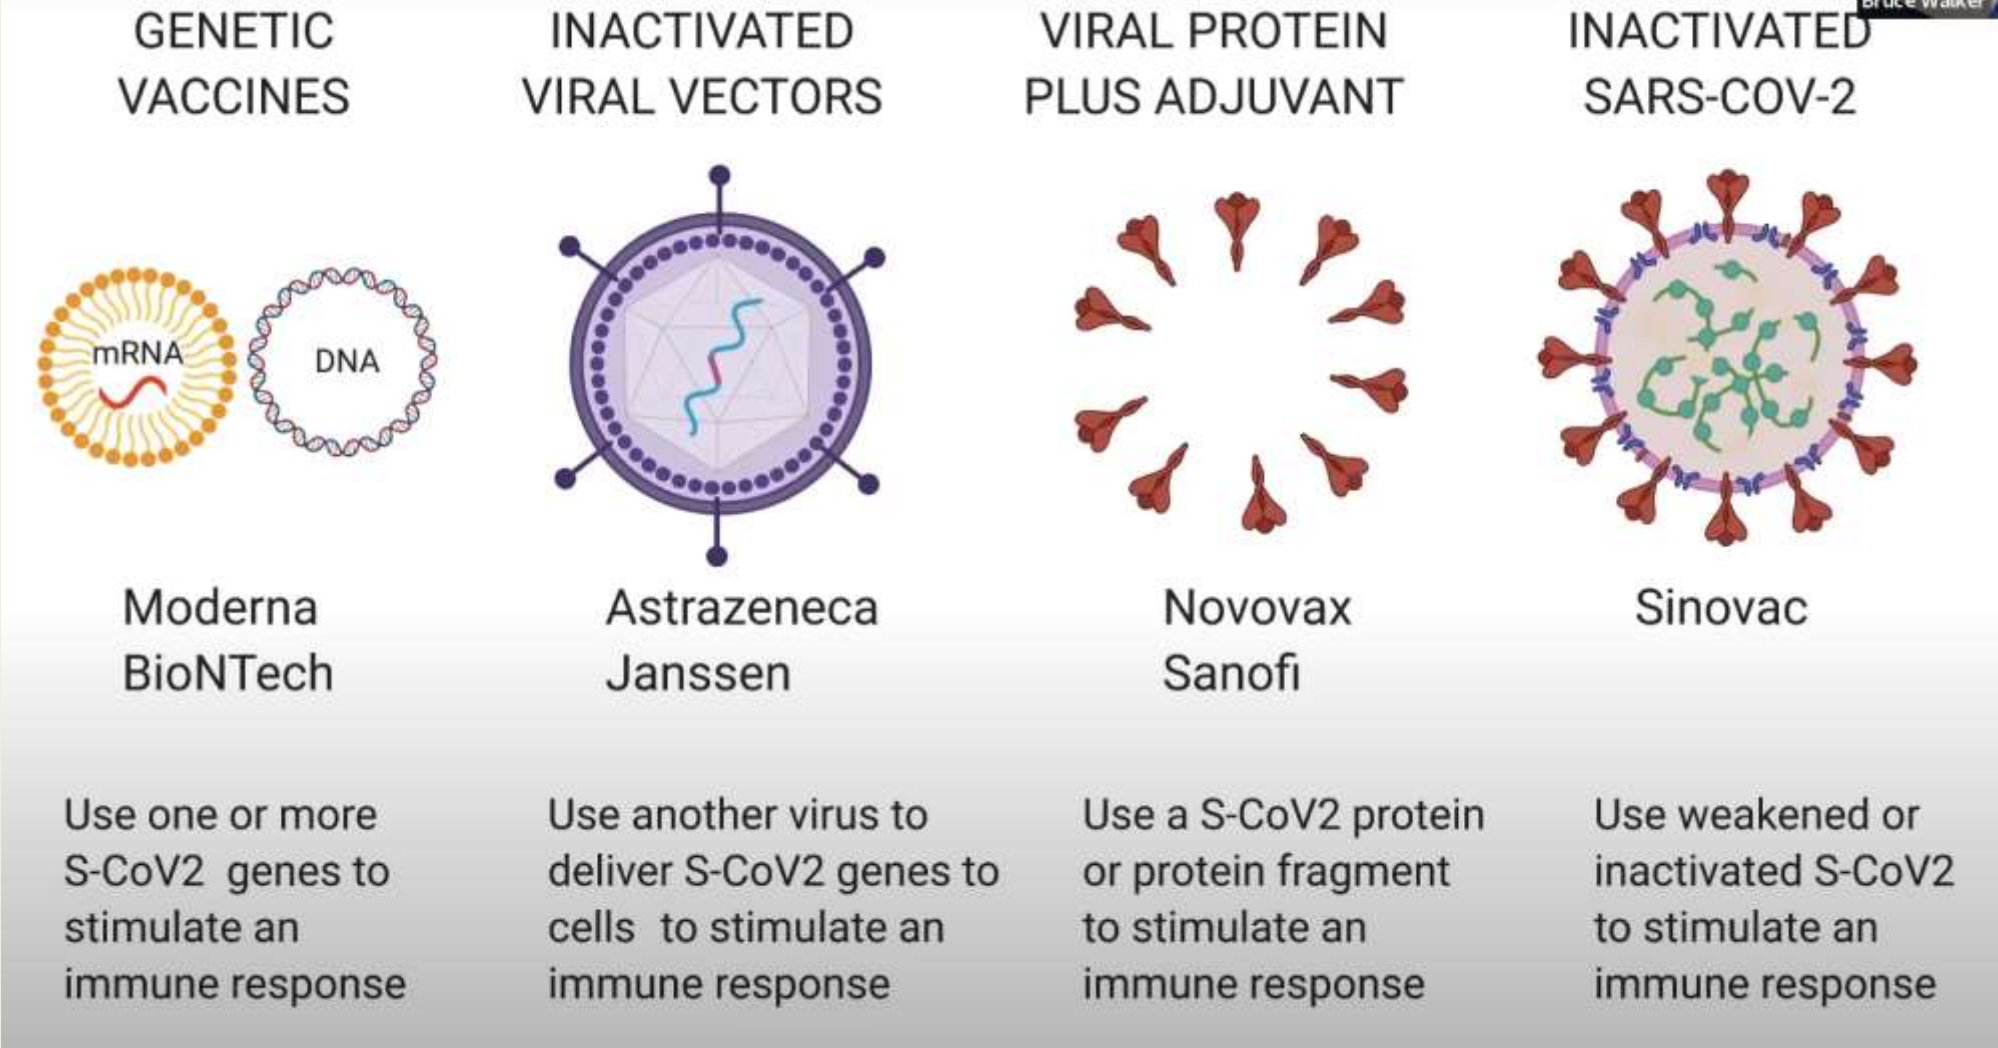 Bruce Walker
GENETIC
VACCINES
INACTIVATED
VIRAL VECTORS
VIRAL PROTEIN
PLUS ADJUVANT
INACTIVATED
SARS-COV-2
mRNA
DNA
Moderna
BioNTech
Astrazeneca
Janssen
Novovax
Sanofi
Sinovac
Use one or more
S-CoV2 genes to
stimulate an
immune response
Use another virus to
deliver S-CoV2 genes to
cells to stimulate an
immune response
Use a S-CoV2 protein
or protein fragment
to stimulate an
immune response
Use weakened or
inactivated S-CoV2
to stimulate an
immune response